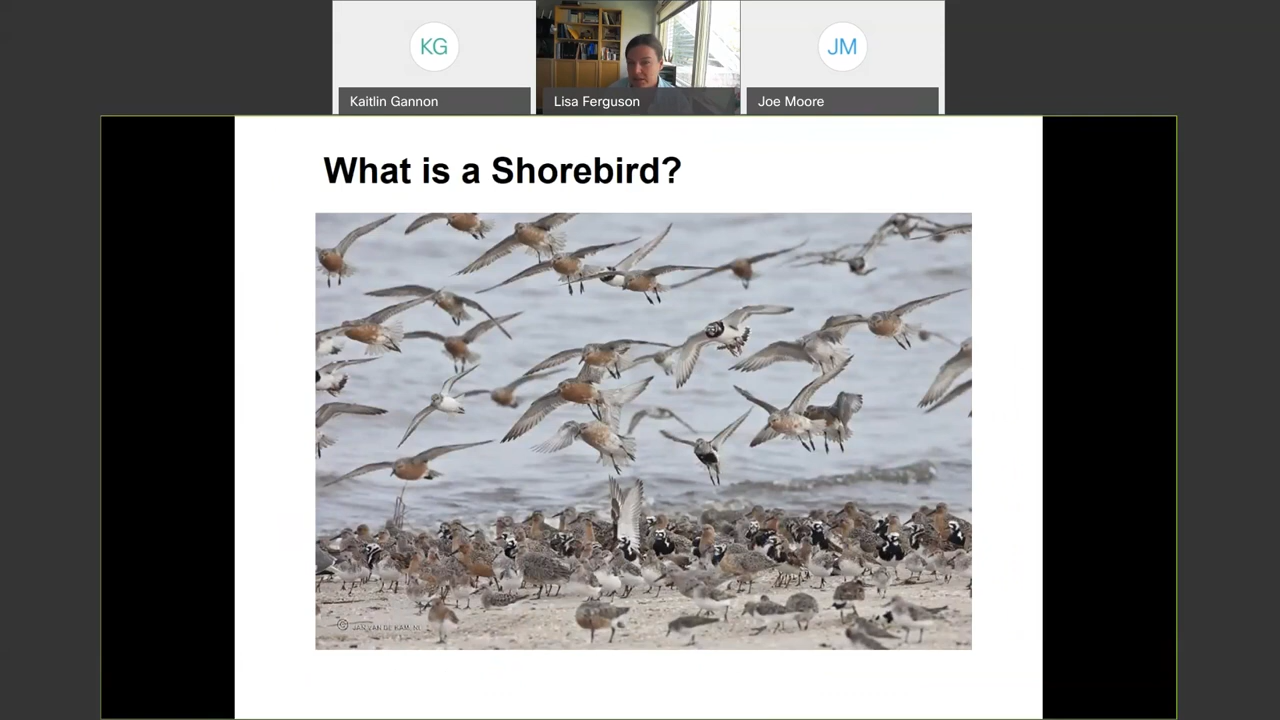 KG
JM
Kaitlin Gannon
Lisa Ferguson
Joe Moore
What is a Shorebird?
© JAN VAN DE KAM, NL